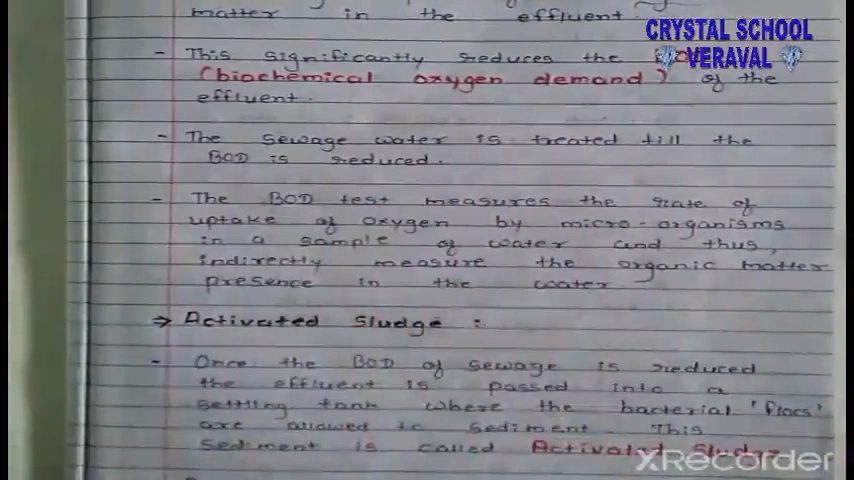 matter in the effluent.
CRYSTAL SCHOOL
VERAVAL
- This significantly reduces the BOD
(biochemical oxygen demand) of the
effluent.
- The sewage water is treated till the
BOD is reduced.
- The BOD test measures the rate of
uptake of oxygen by micro-organisms
in a sample of water and thus,
indirectly measure the organic matter
presence in the water
⇒ Activated Sludge :
- Once the BOD of sewage is reduced
the effluent is passed into a
settling tank where the bacterial 'flocs'
are allowed to sediment. This
sediment is called Activated Sludge
XRecorder